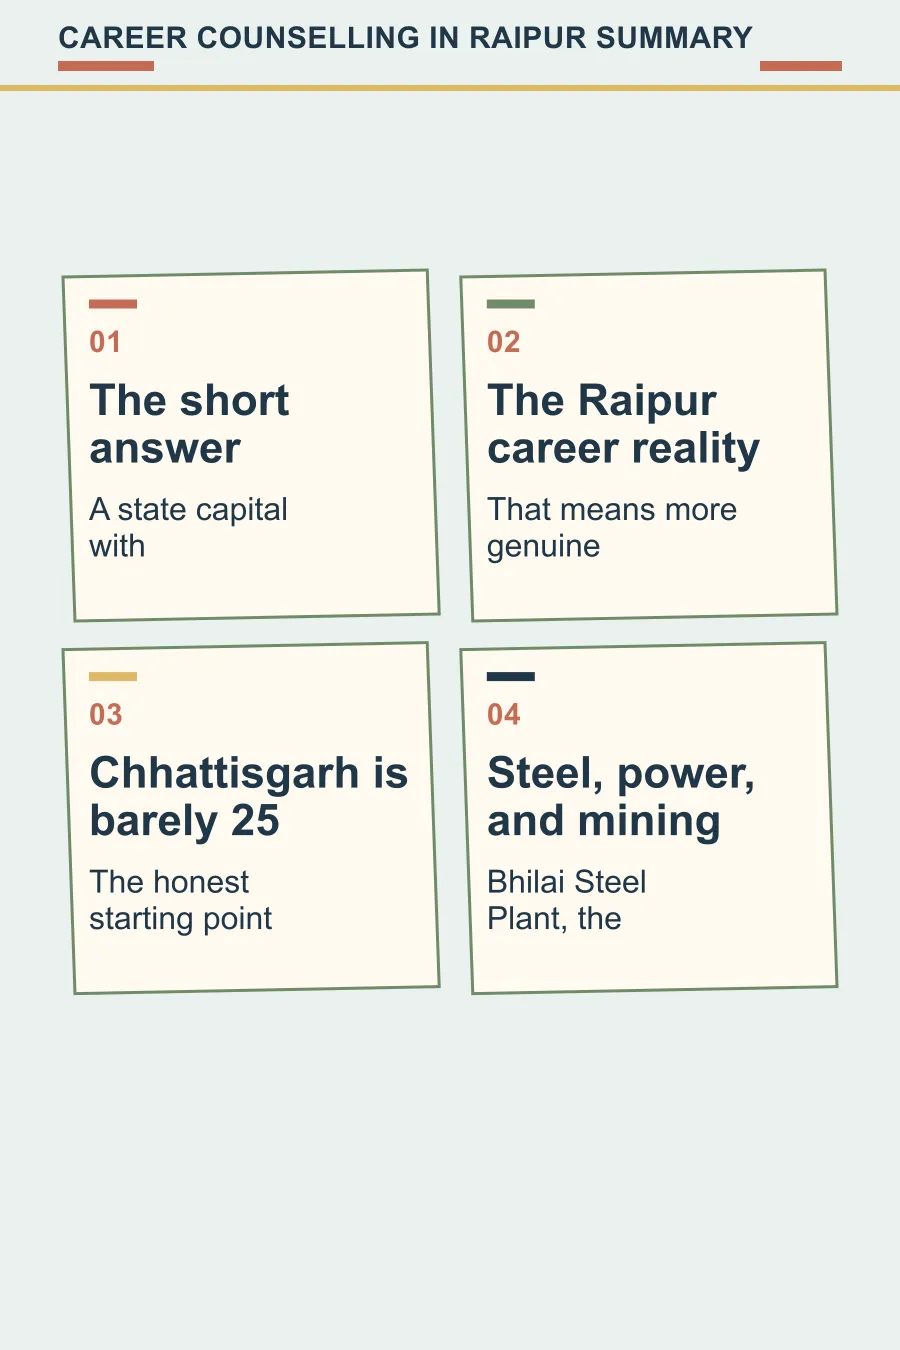 CAREER COUNSELLING IN RAIPUR SUMMARY
01
The short
answer
A state capital
with
02
The Raipur
career reality
That means more
genuine
03
Chhattisgarh is
barely 25
The honest
starting point
04
Steel, power,
and mining
Bhilai Steel
Plant, the